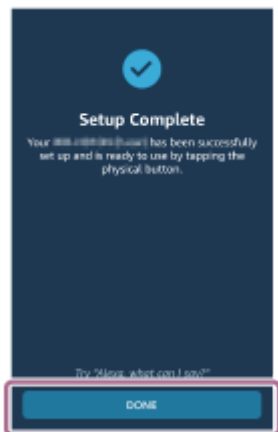 Setup Complete
Your has been successfully
set up and is ready to use by tapping the
physical button.
Try "Alexa, what can I say?"
DONE